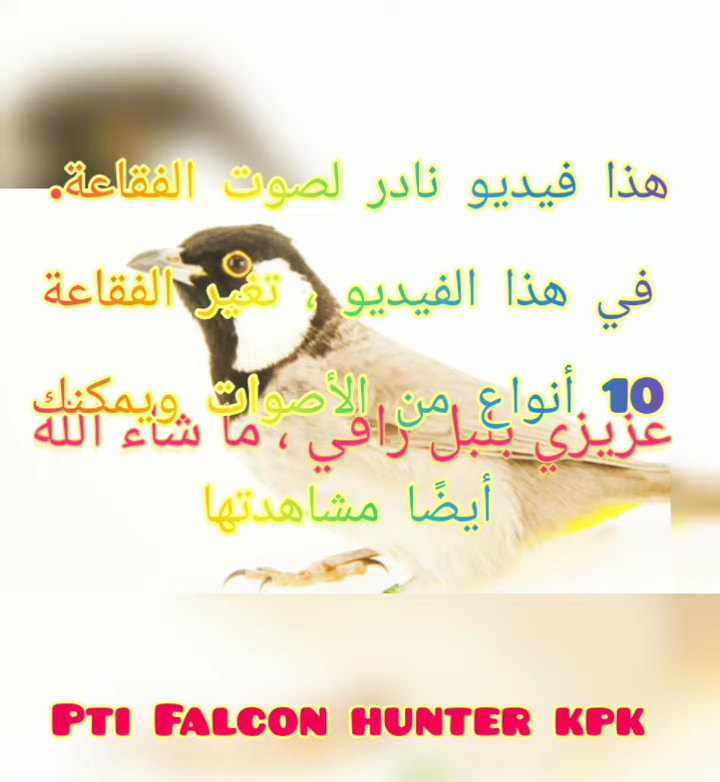 هذا فيديو نادر لصوت الفقاعة.
في هذا الفيديو ، تغير الفقاعة
10 أنواع من الأصوات ويمكنك
عزيزي بلبل رافي ، ما شاء الله
أيضًا مشاهدتها
PTI FALCON HUNTER KPK